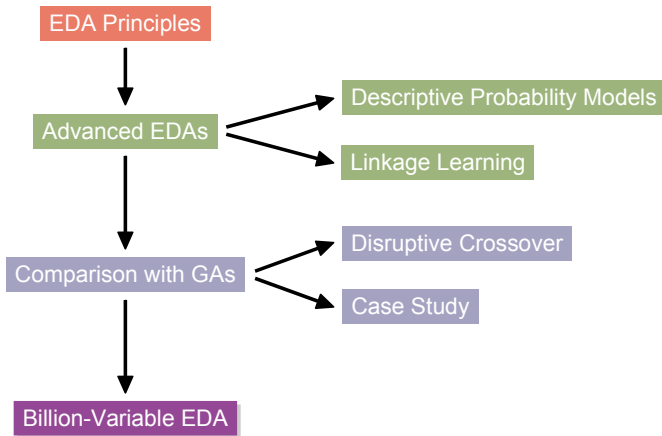 EDA Principles
Descriptive Probability Models
Advanced EDAs
Linkage Learning
Disruptive Crossover
Comparison with GAs
Case Study
Billion-Variable EDA